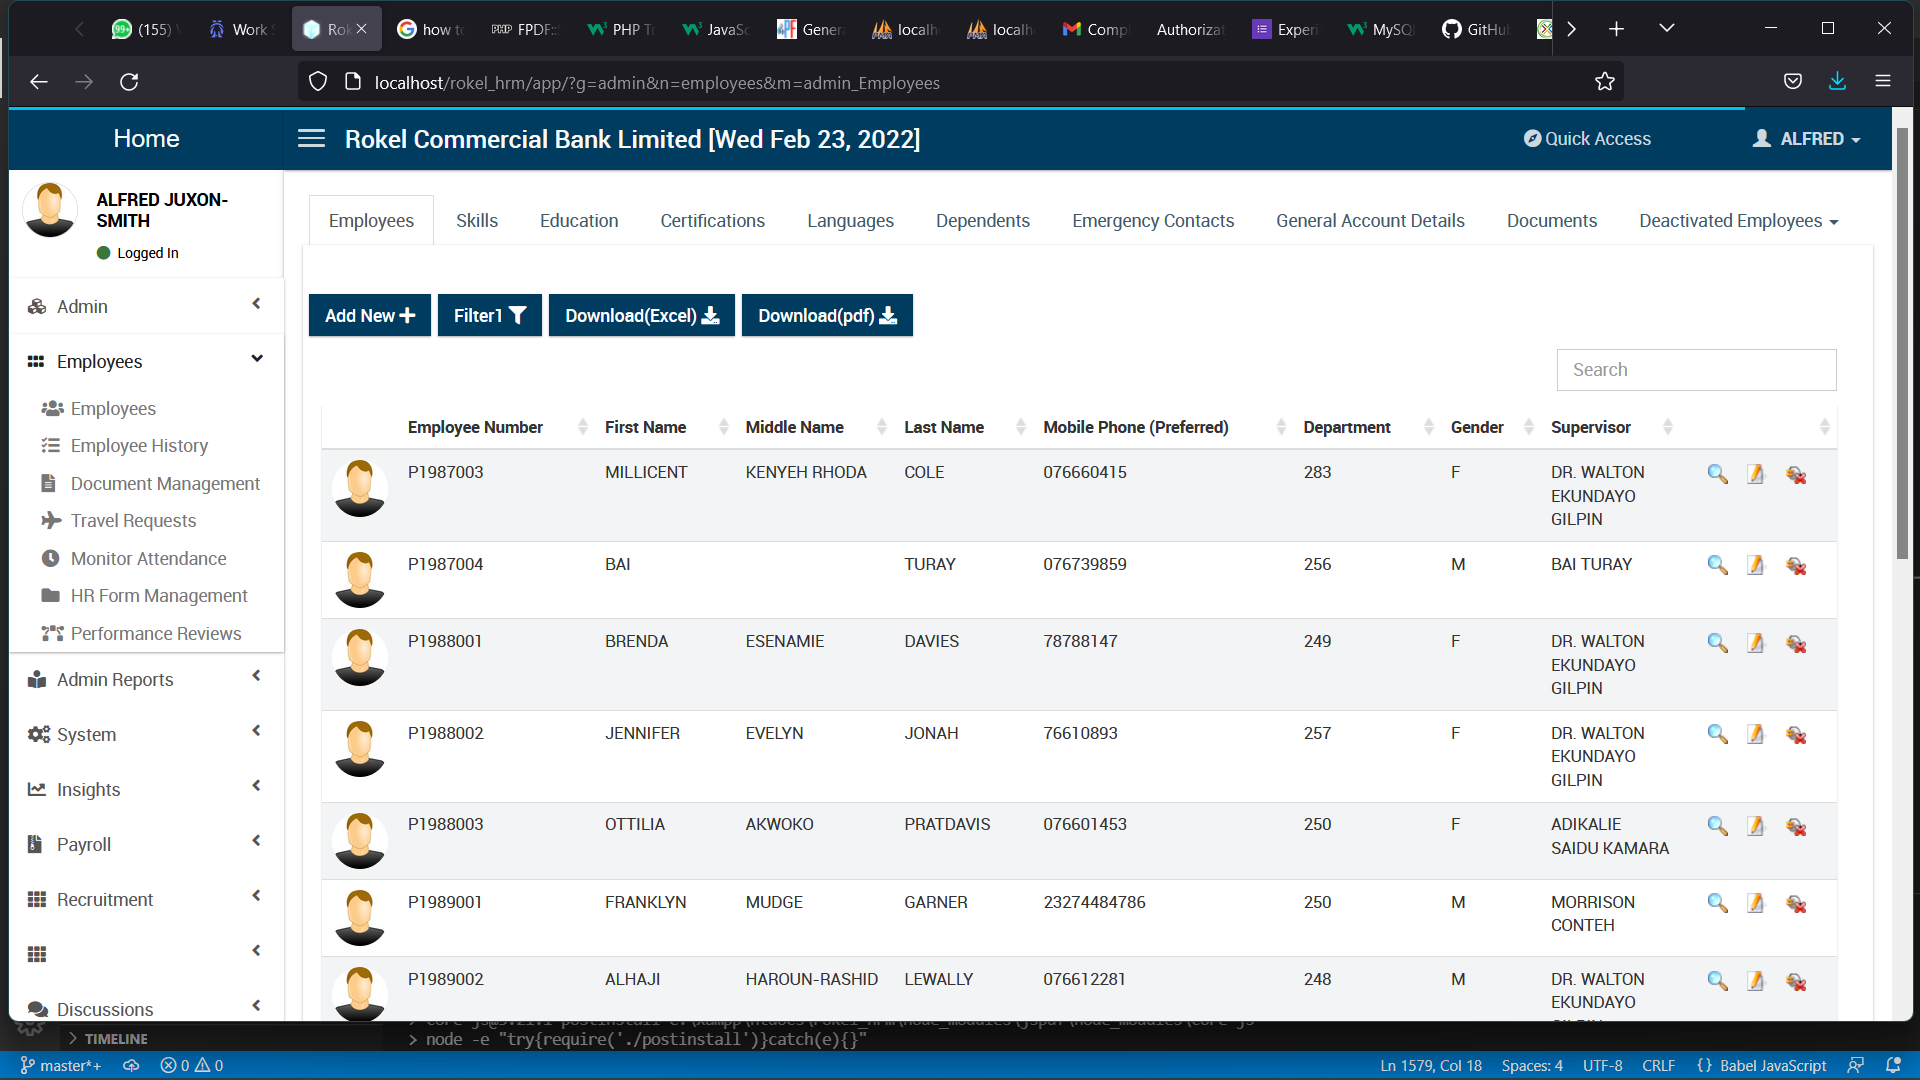 (155)
Work
Rok
how to
PHP FPDF:
PHP T
JavaSc
Gener
localh
localh
Comp
Authorizat
Experi
MySQ
GitHu
localhost/rokel_hrm/app/?g=admin&n=employees&m=admin_Employees
Home
Rokel Commercial Bank Limited [Wed Feb 23, 2022]
Quick Access
ALFRED
ALFRED JUXON-
SMITH
Logged In
Admin
Employees
Employees
Employee History
Document Management
Travel Requests
Monitor Attendance
HR Form Management
Performance Reviews
Admin Reports
System
Insights
Payroll
Recruitment
Discussions
Employees Skills Education Certifications Languages Dependents Emergency Contacts General Account Details Documents Deactivated Employees
Add New Filter1 Download(Excel) Download(pdf)
Search
Employee Number First Name Middle Name Last Name Mobile Phone (Preferred) Department Gender Supervisor
P1987003 MILLICENT KENYEH RHODA COLE 076660415 283 F DR. WALTON
EKUNDAYO
GILPIN
P1987004 BAI TURAY 076739859 256 M BAI TURAY
P1988001 BRENDA ESENAMIE DAVIES 78788147 249 F DR. WALTON
EKUNDAYO
GILPIN
P1988002 JENNIFER EVELYN JONAH 76610893 257 F DR. WALTON
EKUNDAYO
GILPIN
P1988003 OTTILIA AKWOKO PRATDAVIS 076601453 250 F ADIKALIE
SAIDU KAMARA
P1989001 FRANKLYN MUDGE GARNER 23274484786 250 M MORRISON
CONTEH
P1989002 ALHAJI HAROUN-RASHID LEWALLY 076612281 248 M DR. WALTON
EKUNDAYO
TIMELINE
> node -e "try{require('./postinstall')}catch(e){}"
master*+ 0 0
Ln 1579, Col 18 Spaces: 4 UTF-8 CRLF {} Babel JavaScript